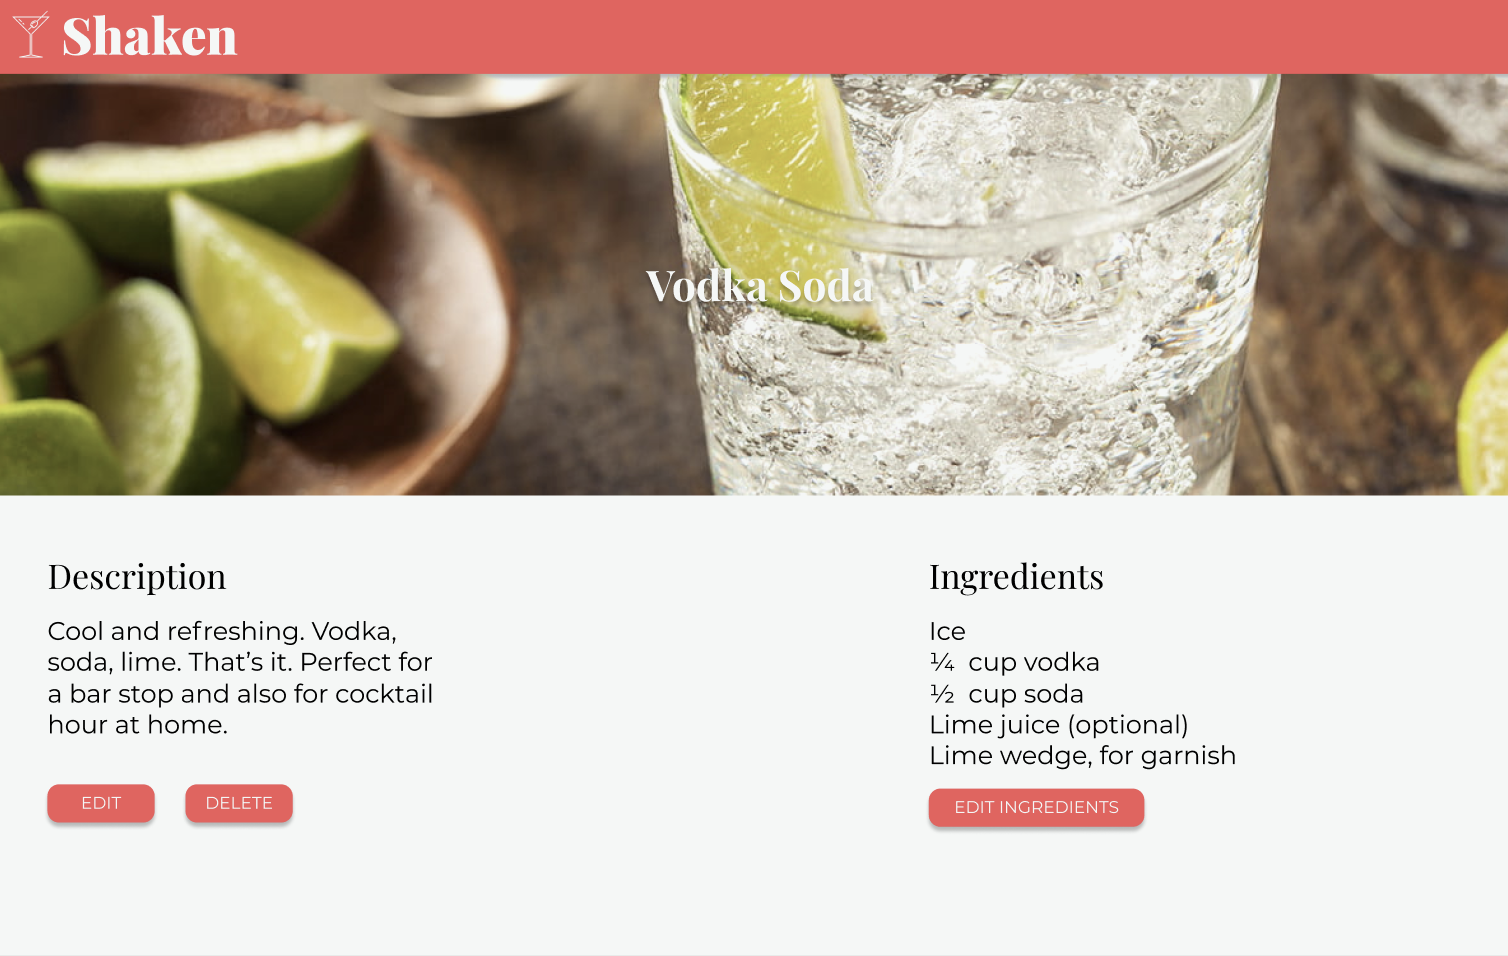 Shaken
Vodka Soda
Description
Cool and refreshing. Vodka,
soda, lime. That’s it. Perfect for
a bar stop and also for cocktail
hour at home.
EDIT
DELETE
Ingredients
Ice
¼ cup vodka
½ cup soda
Lime juice (optional)
Lime wedge, for garnish
EDIT INGREDIENTS